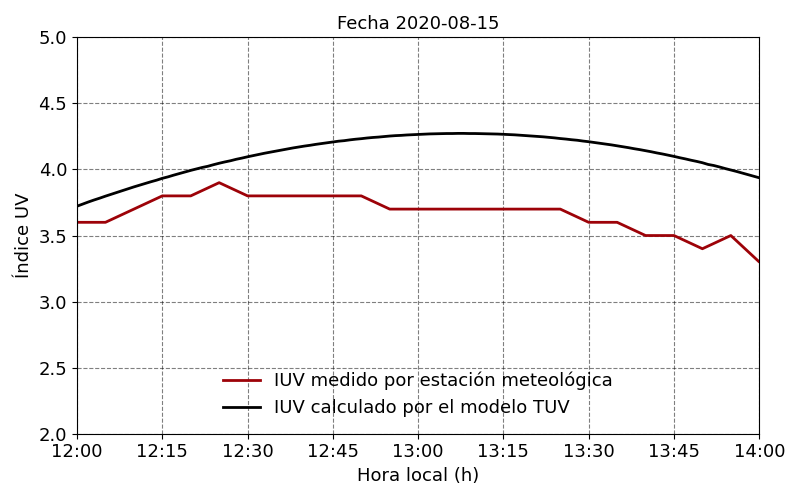 Fecha 2020-08-15
5.0
4.5
4.0
3.5
3.0
2.5
2.0
Índice UV
IUV medido por estación meteológica
IUV calculado por el modelo TUV
12:00 12:15 12:30 12:45 13:00 13:15 13:30 13:45 14:00
Hora local (h)